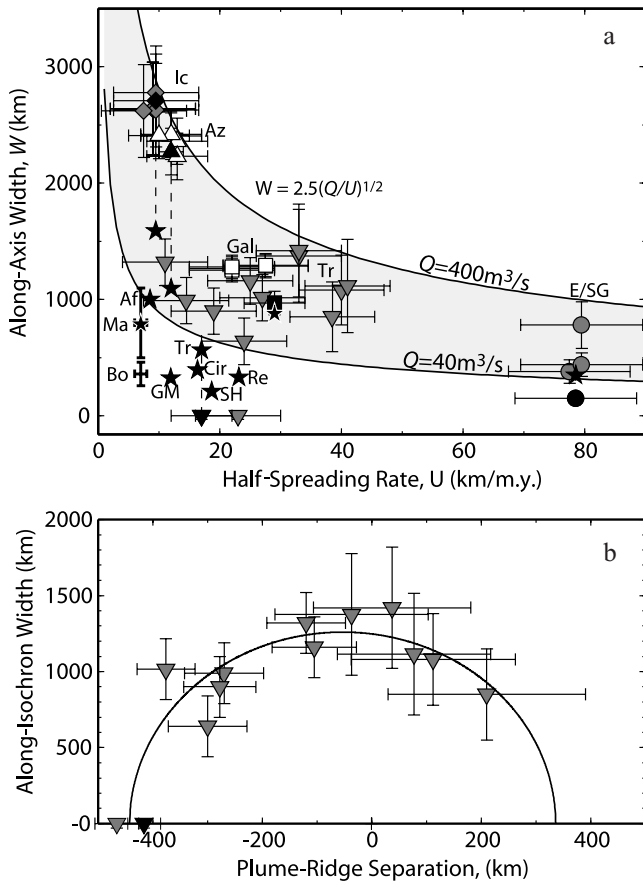 a
3000
2000
1000
0
Along-Axis Width, W (km)
Ic
Az
W = 2.5(Q/U)1/2
Gal
Tr
Q=400m3/s
E/SG
Af
Ma
Q=40m3/s
Tr
Bo
Cir
Re
GM
SH
0 20 40 60 80
Half-Spreading Rate, U (km/m.y.)
b
2000
1500
1000
500
-0
Along-Isochron Width (km)
-400 -200 0 200 400
Plume-Ridge Separation, (km)